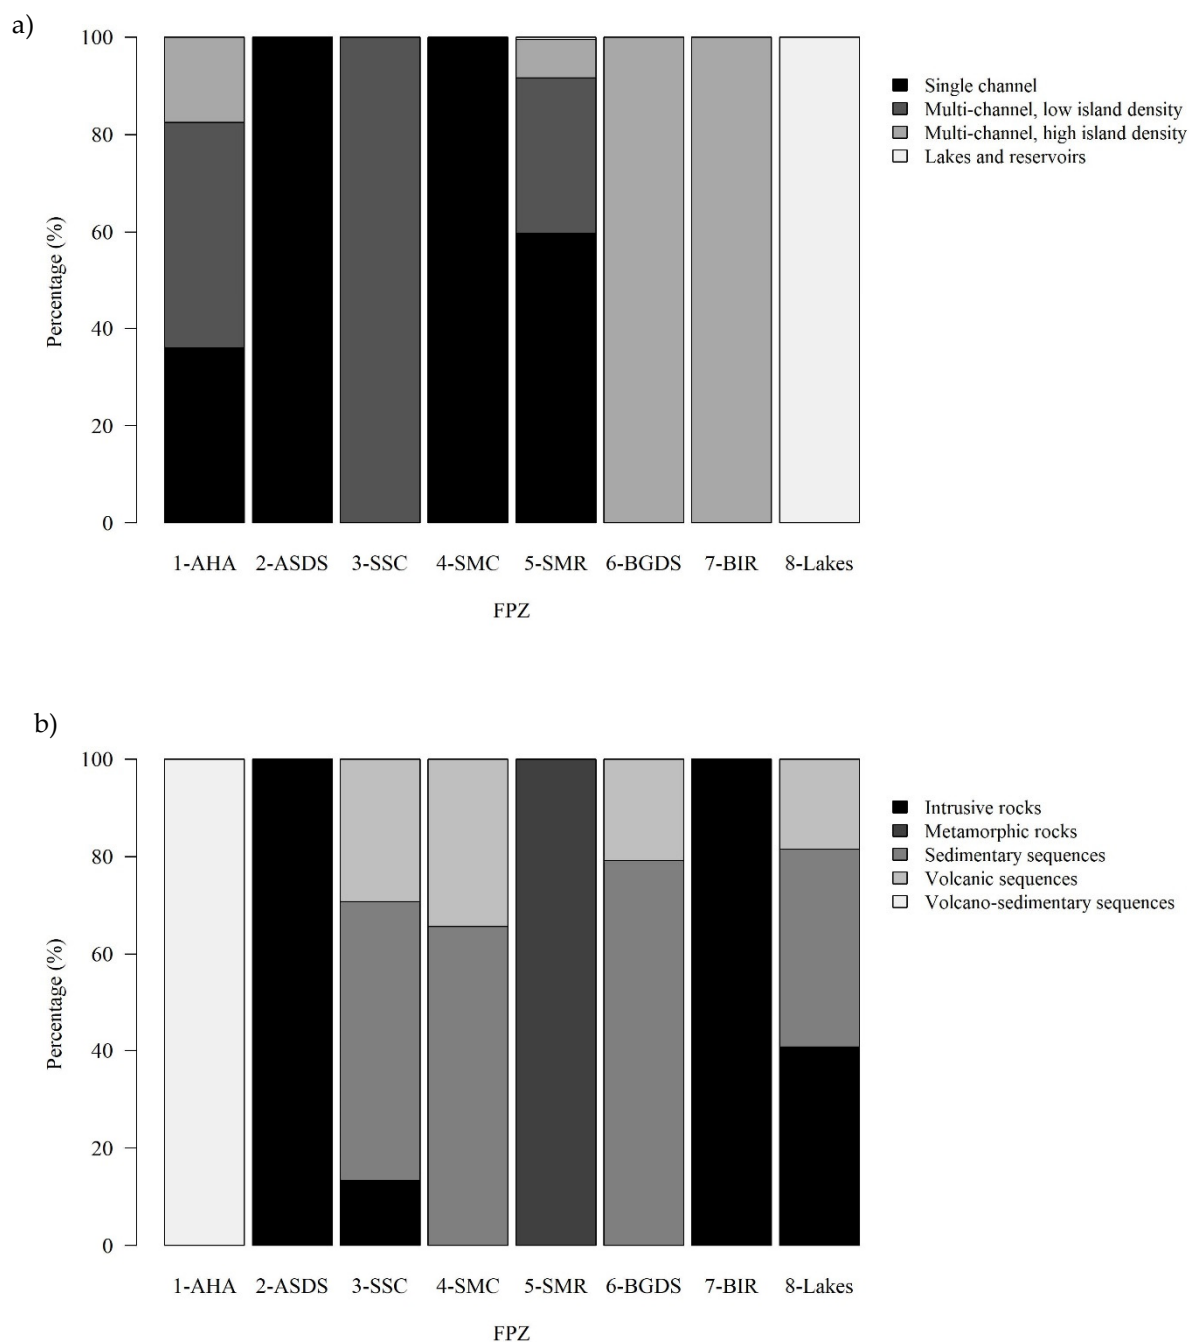 a)
100
80
60
40
20
0
Percentage (%)
1-AHA 2-ASDS 3-SSC 4-SMC 5-SMR 6-BGDS 7-BIR 8-Lakes
FPZ
Single channel
Multi-channel, low island density
Multi-channel, high island density
Lakes and reservoirs
b)
100
80
60
40
20
0
Percentage (%)
1-AHA 2-ASDS 3-SSC 4-SMC 5-SMR 6-BGDS 7-BIR 8-Lakes
FPZ
Intrusive rocks
Metamorphic rocks
Sedimentary sequences
Volcanic sequences
Volcano-sedimentary sequences